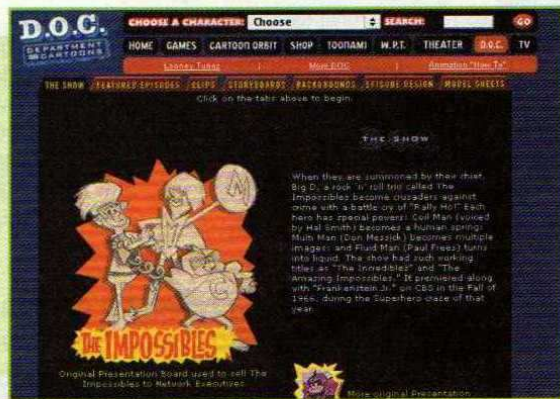 D.O.C.
DEPARTMENT
CARTOONS
CHOOSE A CHARACTER: Choose SEARCH: GO
HOME GAMES CARTOON ORBIT SHOP TOONAMI W.P.T. THEATER D.O.C. TV
Looney Tunes | More DOC | Animation "How To"
THE SHOW FEATURED EPISODES CLIPS STORYBOARDS BACKGROUNDS EPISODE DESIGN MODEL SHEETS
Click on the tabs above to begin.
THE SHOW
When they are summoned by their chief,
Big D, a rock 'n' roll trio called The
Impossibles become crusaders against
crime with a battle cry of "Rally Ho!" Each
hero has special powers: Coil Man (voiced
by Hal Smith) becomes a human spring;
Multi Man (Don Messick) becomes multiple
images; and Fluid Man (Paul Frees) turns
into liquid. The show had such working
titles as "The Incredibles" and "The
Amazing Impossibles." It premiered along
with "Frankenstein Jr." on CBS in the Fall of
1966, during the Superhero craze of that
year.
M
THE IMPOSSIBLES
Original Presentation Board used to sell The
Impossibles to Network Executives
More original Presentation